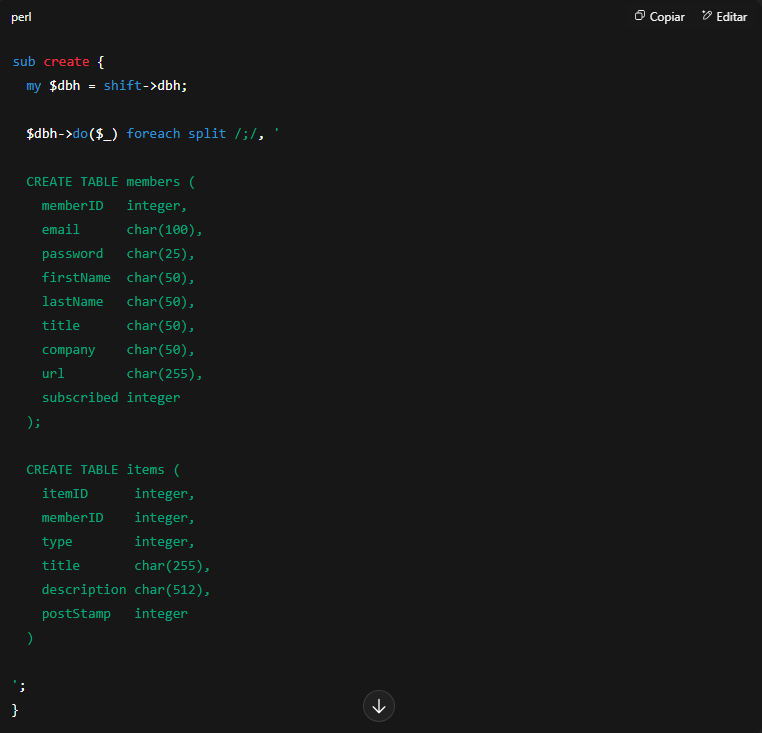 perl
Copiar
Editar
sub create {
  my $dbh = shift->dbh;

  $dbh->do($_) foreach split /;/, '

  CREATE TABLE members (
    memberID   integer,
    email      char(100),
    password   char(25),
    firstName  char(50),
    lastName   char(50),
    title      char(50),
    company    char(50),
    url        char(255),
    subscribed integer
  );

  CREATE TABLE items (
    itemID      integer,
    memberID    integer,
    type        integer,
    title       char(255),
    description char(512),
    postStamp   integer
  )

';
}